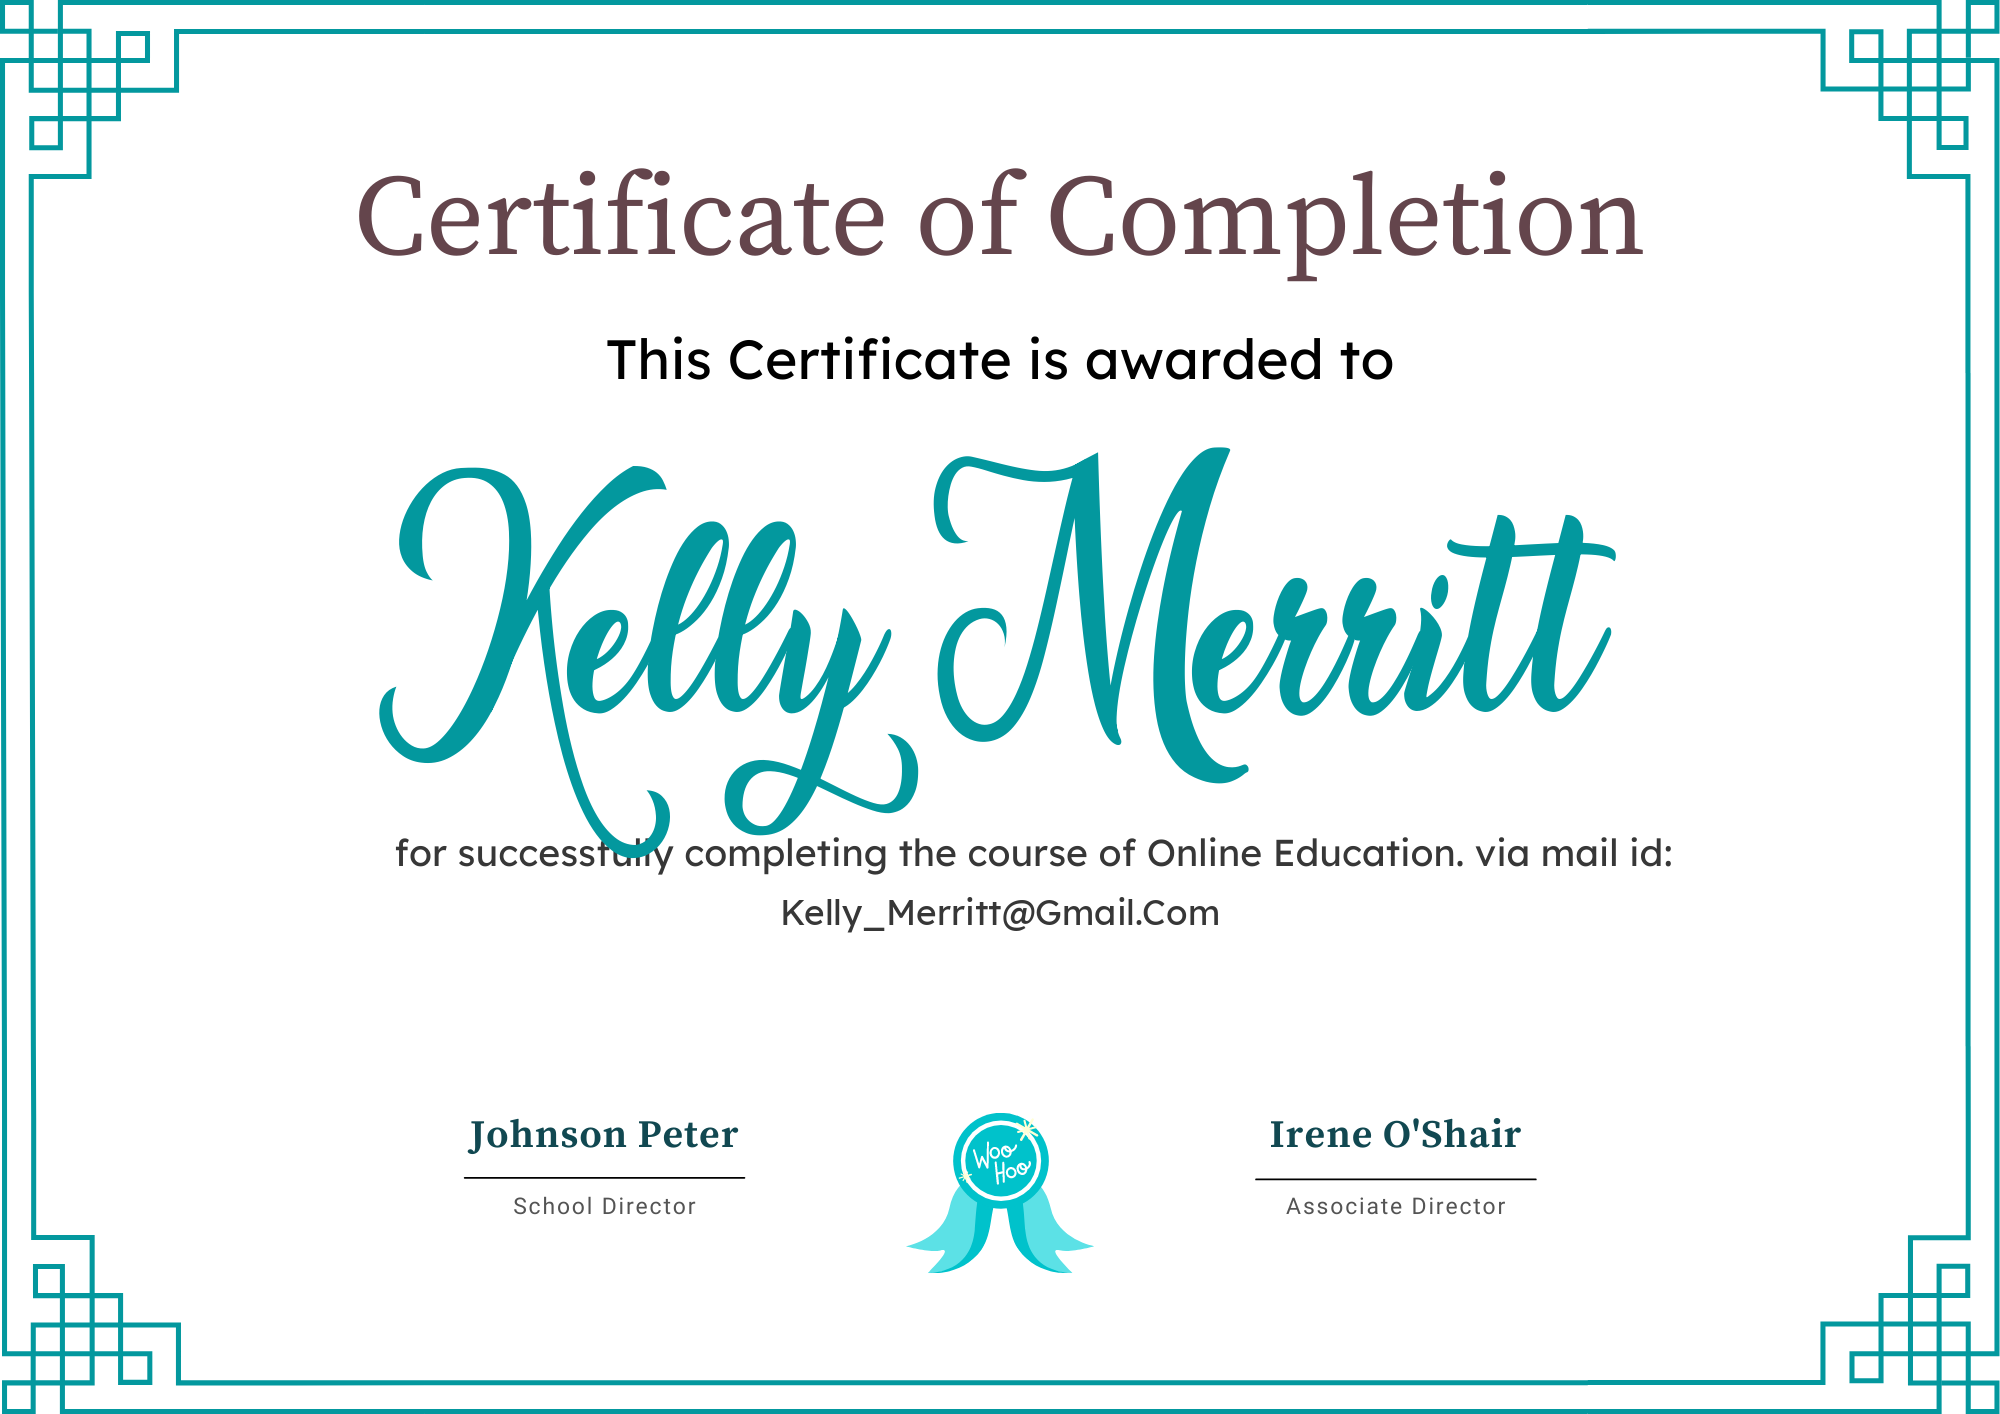 Certificate of Completion
This Certificate is awarded to
Kelly Merritt
for successfully completing the course of Online Education. via mail id:
Kelly_Merritt@Gmail.Com
Johnson Peter
School Director
Woo
Hoo
Irene O'Shair
Associate Director